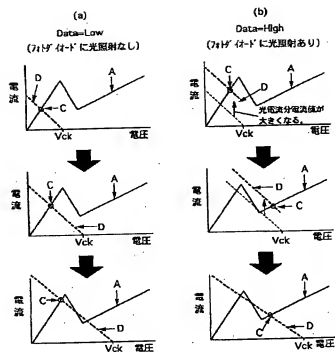 (a)
Data=Low
(フォトダイオードに光照射なし)
電流
D
A
C
Vck
電圧
電流
C
A
D
Vck
電圧
電流
C
A
D
Vck
電圧
(b)
Data=High
(フォトダイオードに光照射あり)
電流
C
A
D
光電流分電流値が
大きくなる。
Vck
電圧
電流
D
A
C
Vck
電圧
電流
A
D
C
Vck
電圧